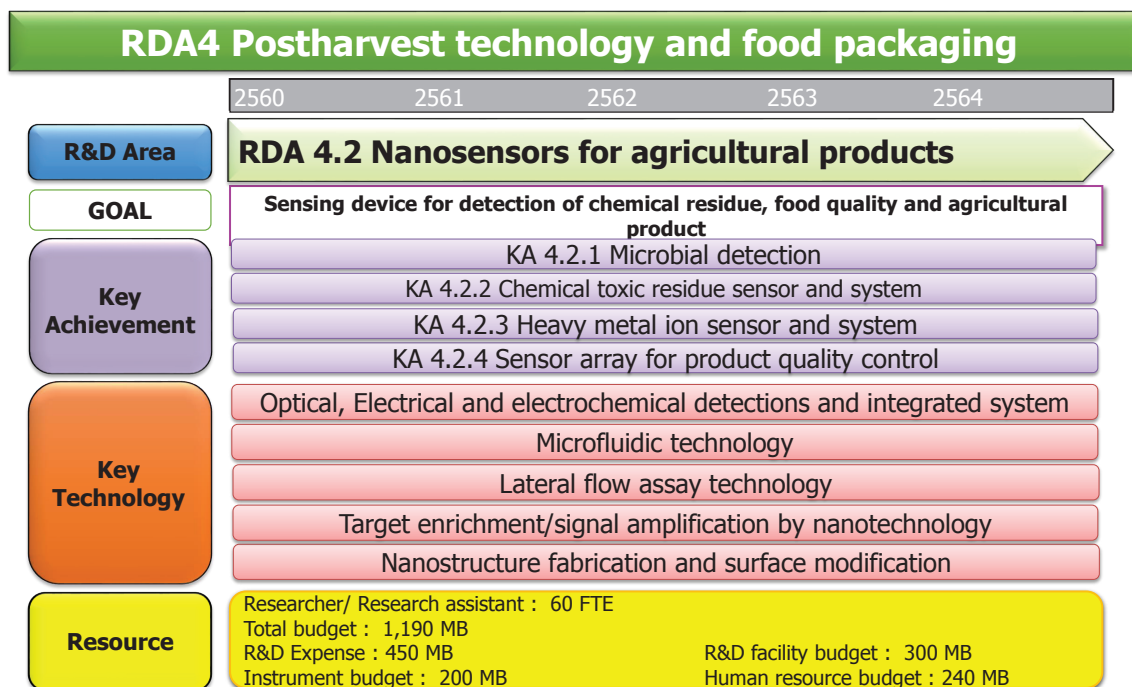 RDA4 Postharvest technology and food packaging
2560 2561 2562 2563 2564
R&D Area
RDA 4.2 Nanosensors for agricultural products
GOAL
Sensing device for detection of chemical residue, food quality and agricultural
product
Key
Achievement
KA 4.2.1 Microbial detection
KA 4.2.2 Chemical toxic residue sensor and system
KA 4.2.3 Heavy metal ion sensor and system
KA 4.2.4 Sensor array for product quality control
Key
Technology
Optical, Electrical and electrochemical detections and integrated system
Microfluidic technology
Lateral flow assay technology
Target enrichment/signal amplification by nanotechnology
Nanostructure fabrication and surface modification
Resource
Researcher/ Research assistant : 60 FTE
Total budget : 1,190 MB
R&D Expense : 450 MB R&D facility budget : 300 MB
Instrument budget : 200 MB Human resource budget : 240 MB